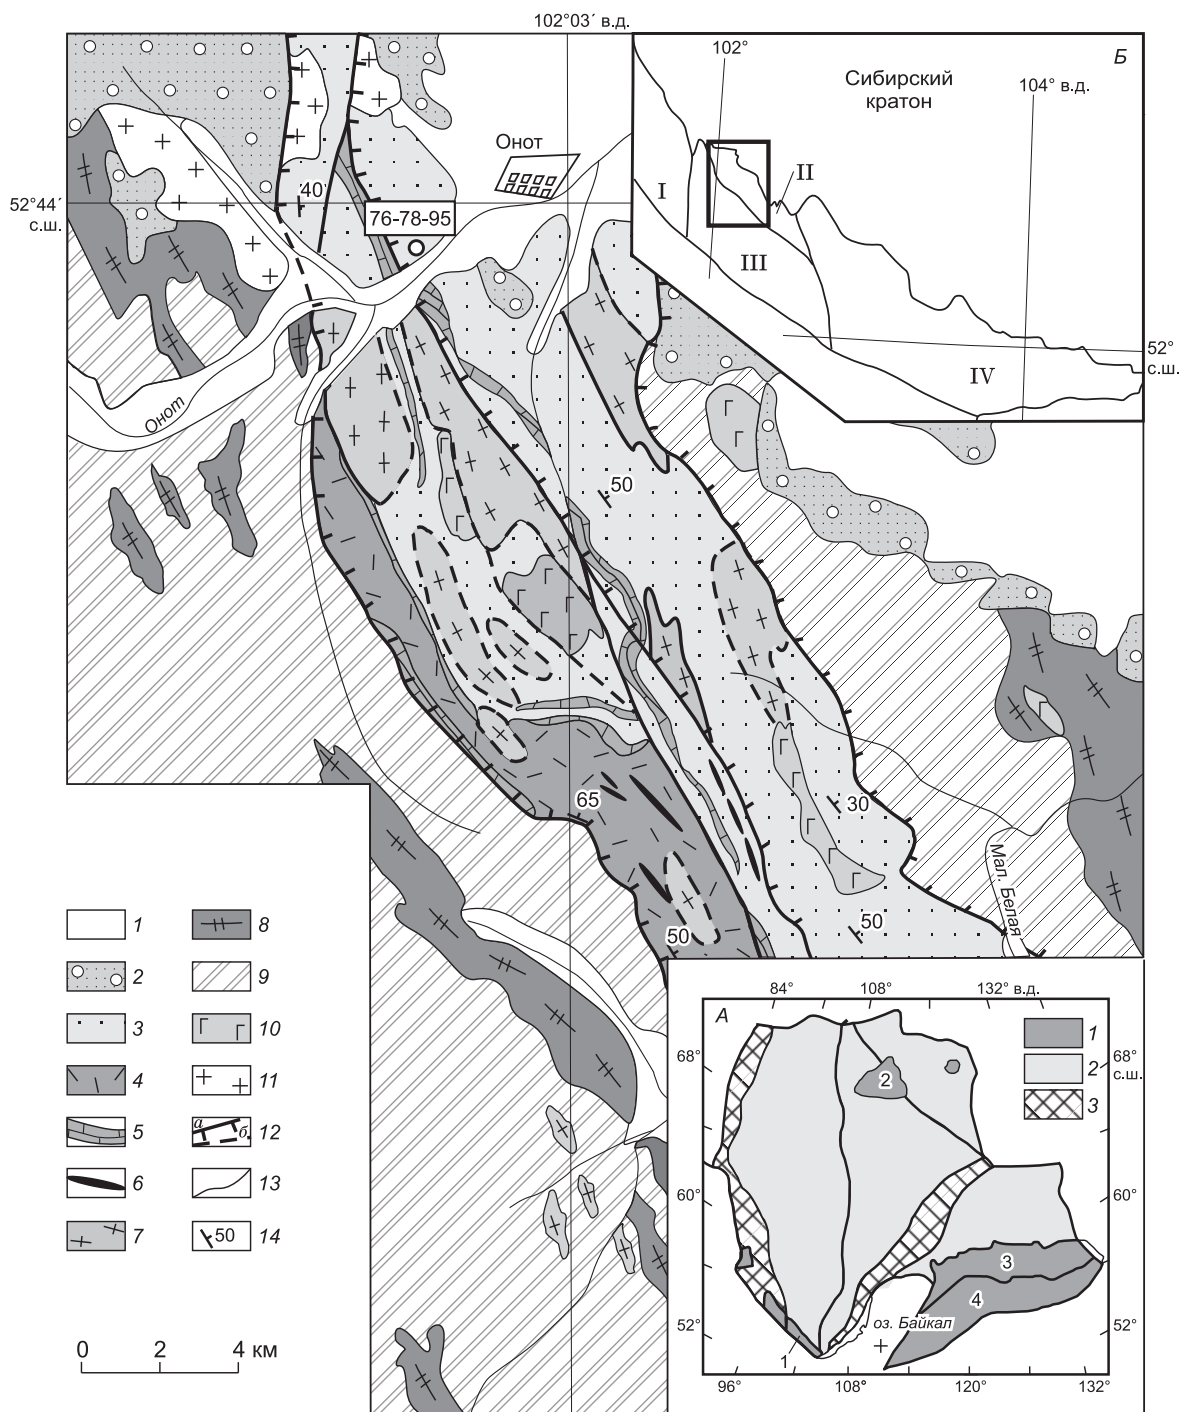 102°03´ в.д.
Б
102°
104° в.д.
Сибирский
кратон
Онот
II
I
III
IV
52°
с.ш.
52°44´
с.ш.
40
76-78-95
Онот
50
65
30
50
50
Мал. Белая
1
2
3
4
5
6
7
8
9
10
11
а
б
12
13
50
14
0
2
4 км
А
84°
108°
132° в.д.
1
2
3
68°
68°
с.ш.
60°
60°
52°
52°
2
3
4
1
оз. Байкал
96°
108°
120°
132°